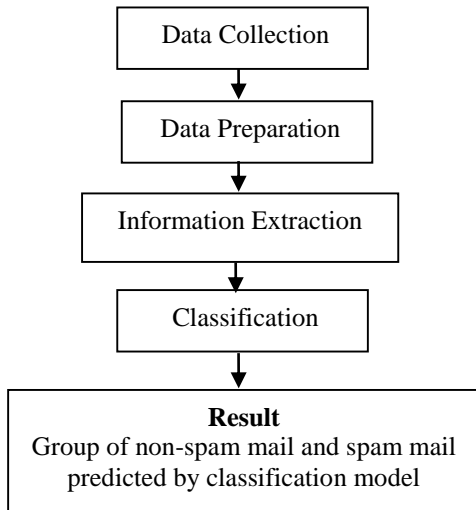 Data Collection
Data Preparation
Information Extraction
Classification
Result
Group of non-spam mail and spam mail
predicted by classification model